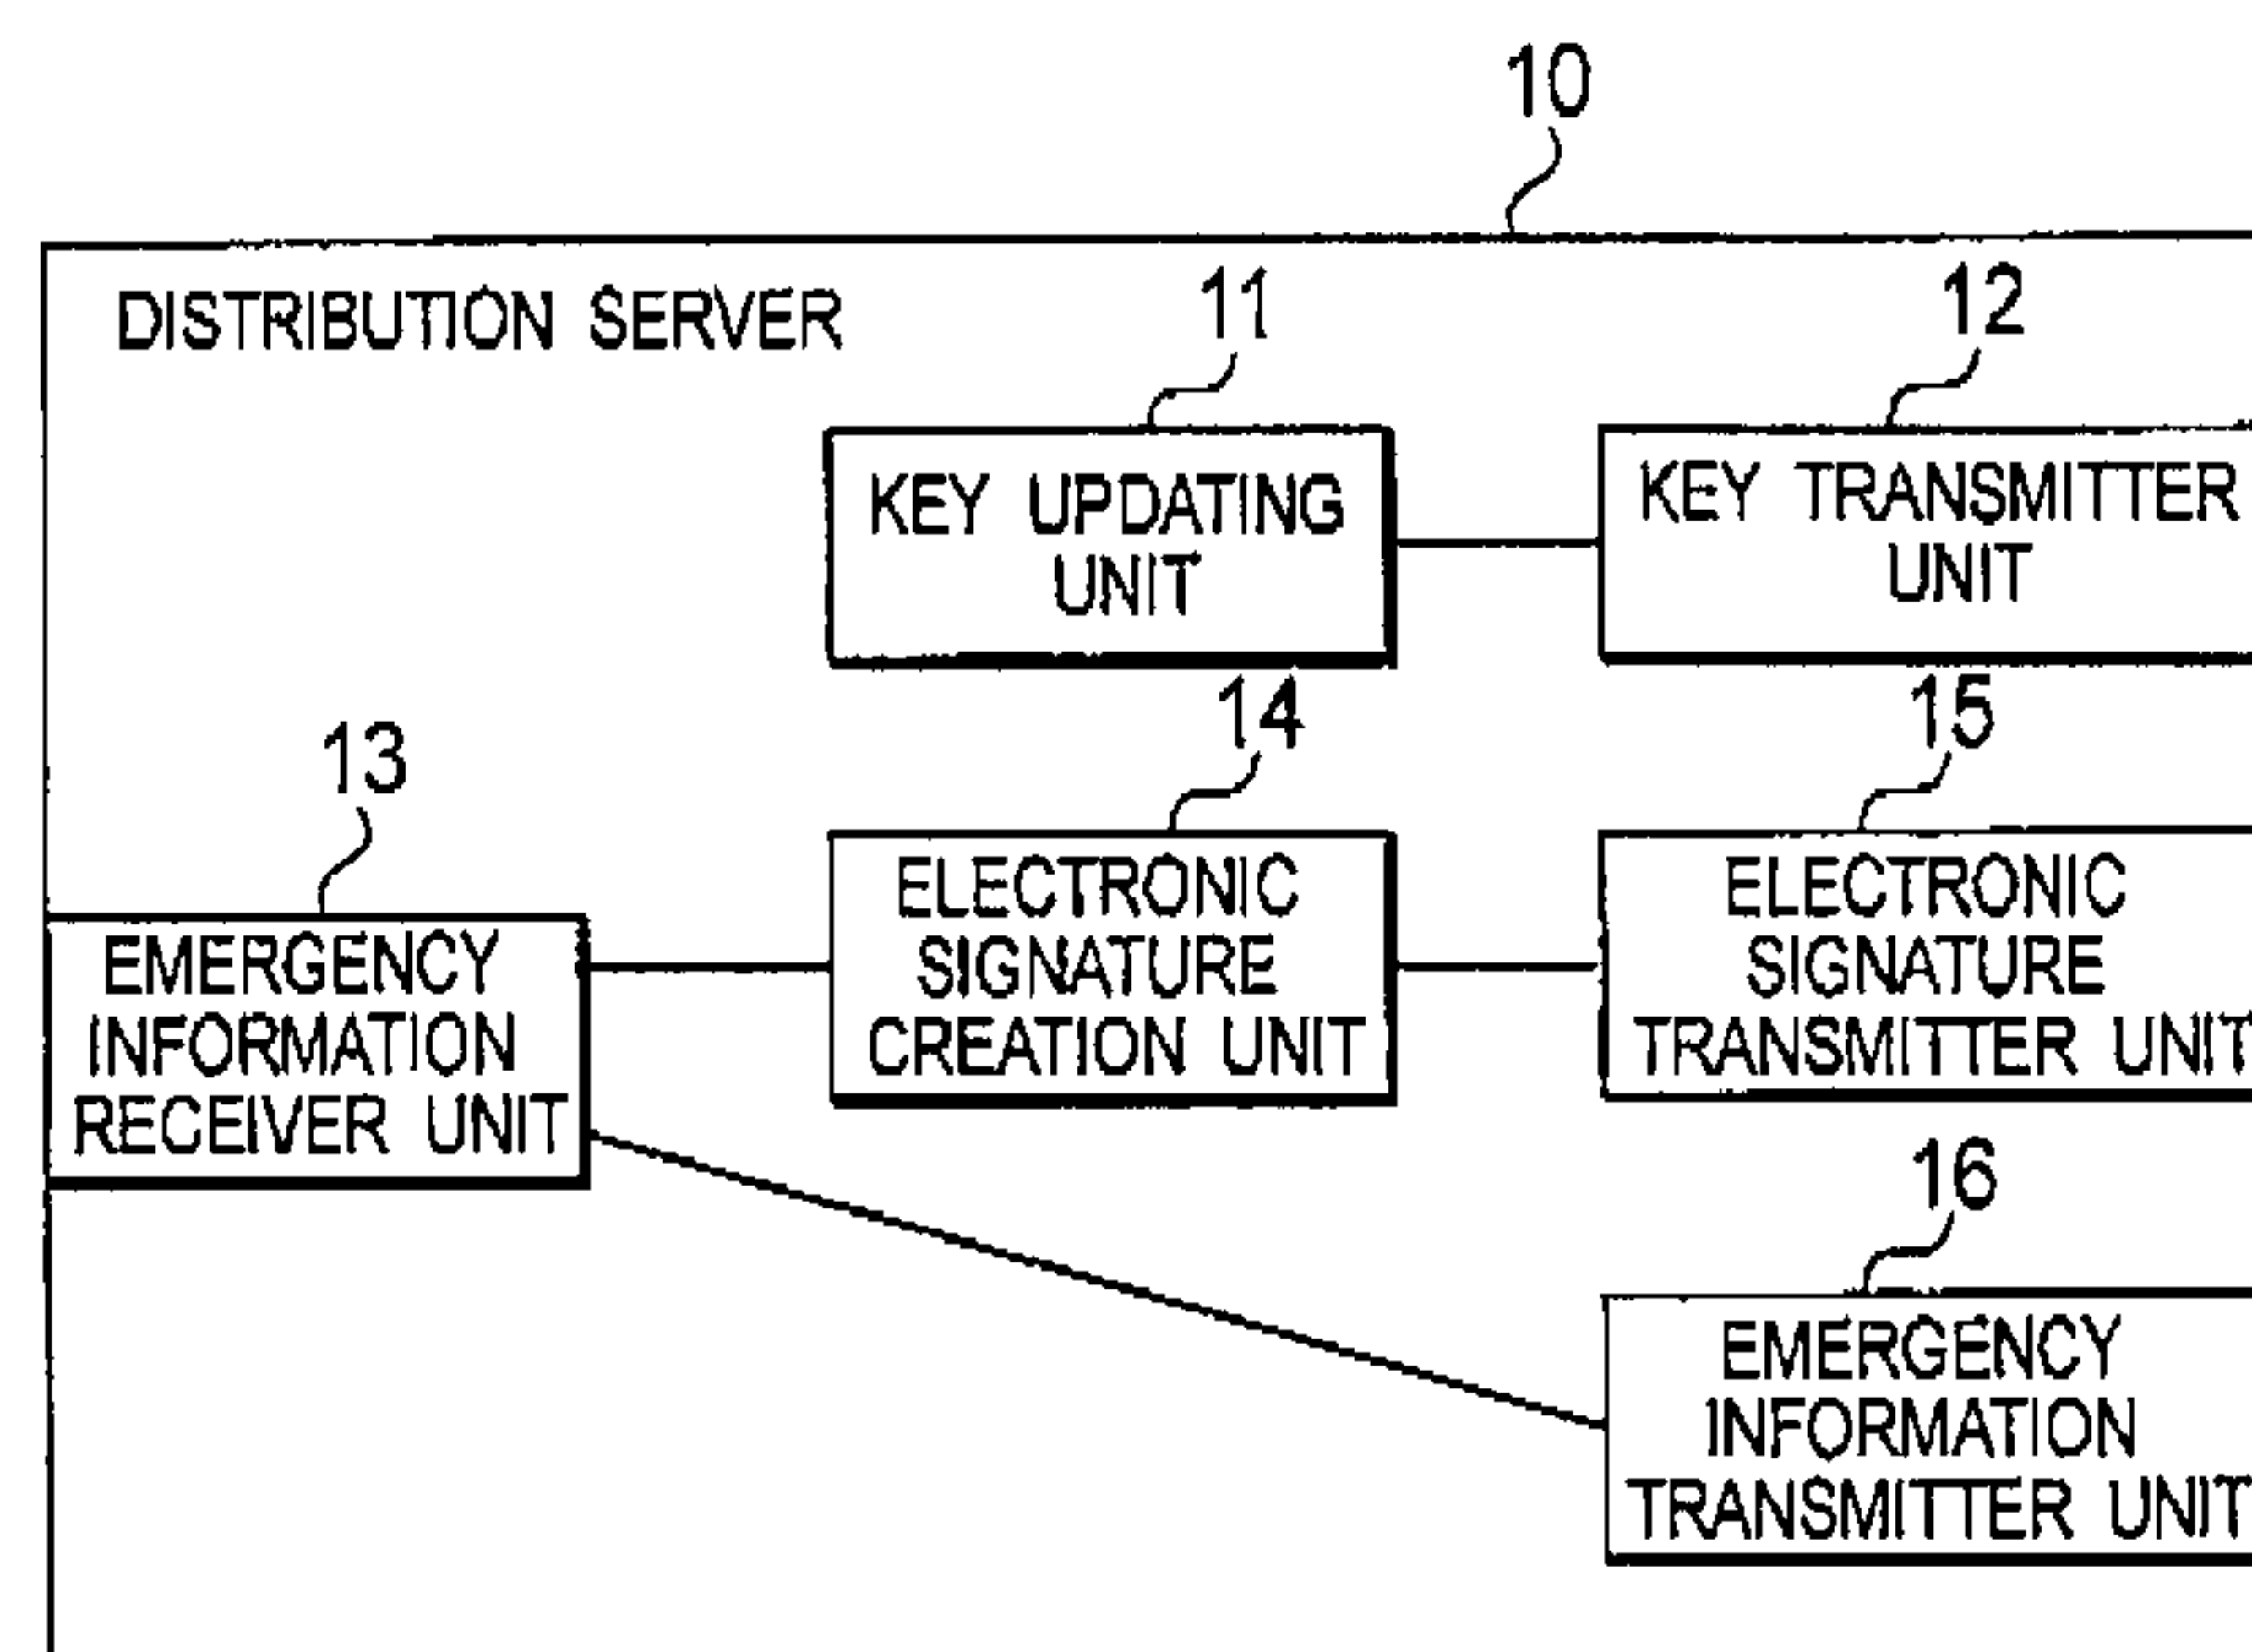 10
DISTRIBUTION SERVER
11
12
KEY UPDATING
UNIT
KEY TRANSMITTER
UNIT
13
14
15
EMERGENCY
INFORMATION
RECEIVER UNIT
ELECTRONIC
SIGNATURE
CREATION UNIT
ELECTRONIC
SIGNATURE
TRANSMITTER UNIT
16
EMERGENCY
INFORMATION
TRANSMITTER UNIT